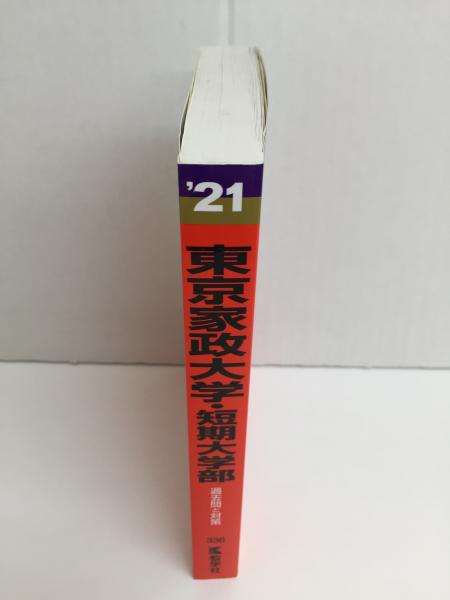 '21
東京家政大学・短期大学部
過去問と対策
336
教学社